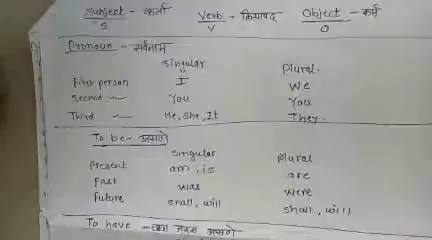 Subject - कर्ता Verb - क्रियापद Object - कर्म
S V O
Pronoun - सर्वनाम
Singular Plural.
First person I We
Second — You You
Third — He, She, It They.
To be - असणे
Singular Plural
Present am, is are
Past was were
Future shall, will shall, will
To have - जवळ असणे